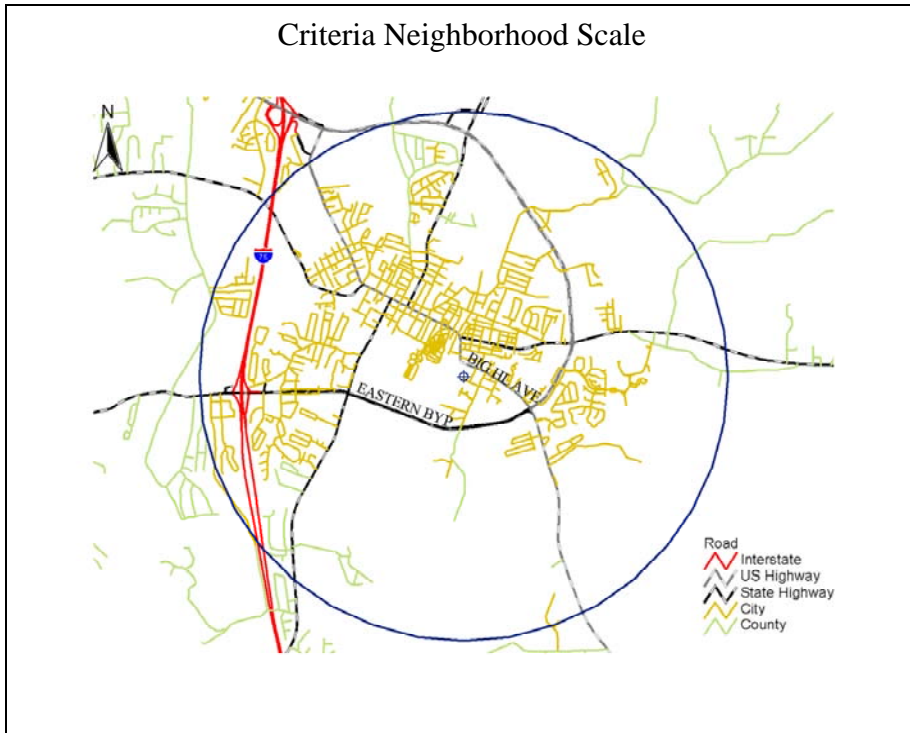 Criteria Neighborhood Scale
N
BIG HL AVE
EASTERN BYP
Road
Interstate
US Highway
State Highway
City
County